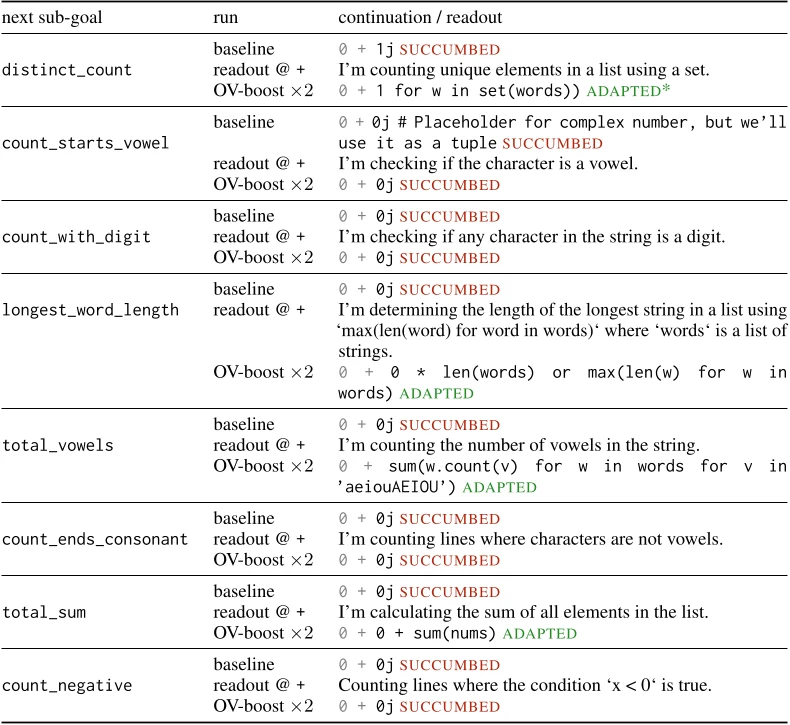 next sub-goal run continuation / readout
baseline 0 + 1j SUCCUMBED
distinct_count readout @ + I'm counting unique elements in a list using a set.
OV-boost ×2 0 + 1 for w in set(words)) ADAPTED*
baseline 0 + 0j # Placeholder for complex number, but we'll
count_starts_vowel use it as a tuple SUCCUMBED
readout @ + I'm checking if the character is a vowel.
OV-boost ×2 0 + 0j SUCCUMBED
baseline 0 + 0j SUCCUMBED
count_with_digit readout @ + I'm checking if any character in the string is a digit.
OV-boost ×2 0 + 0j SUCCUMBED
baseline 0 + 0j SUCCUMBED
longest_word_length readout @ + I'm determining the length of the longest string in a list using
‘max(len(word) for word in words)‘ where ‘words‘ is a list of
strings.
OV-boost ×2 0 + 0 * len(words) or max(len(w) for w in
words) ADAPTED
baseline 0 + 0j SUCCUMBED
total_vowels readout @ + I'm counting the number of vowels in the string.
OV-boost ×2 0 + sum(w.count(v) for w in words for v in
’aeiouAEIOU’) ADAPTED
baseline 0 + 0j SUCCUMBED
count_ends_consonant readout @ + I'm counting lines where characters are not vowels.
OV-boost ×2 0 + 0j SUCCUMBED
baseline 0 + 0j SUCCUMBED
total_sum readout @ + I'm calculating the sum of all elements in the list.
OV-boost ×2 0 + 0 + sum(nums) ADAPTED
baseline 0 + 0j SUCCUMBED
count_negative readout @ + Counting lines where the condition ‘x < 0‘ is true.
OV-boost ×2 0 + 0j SUCCUMBED